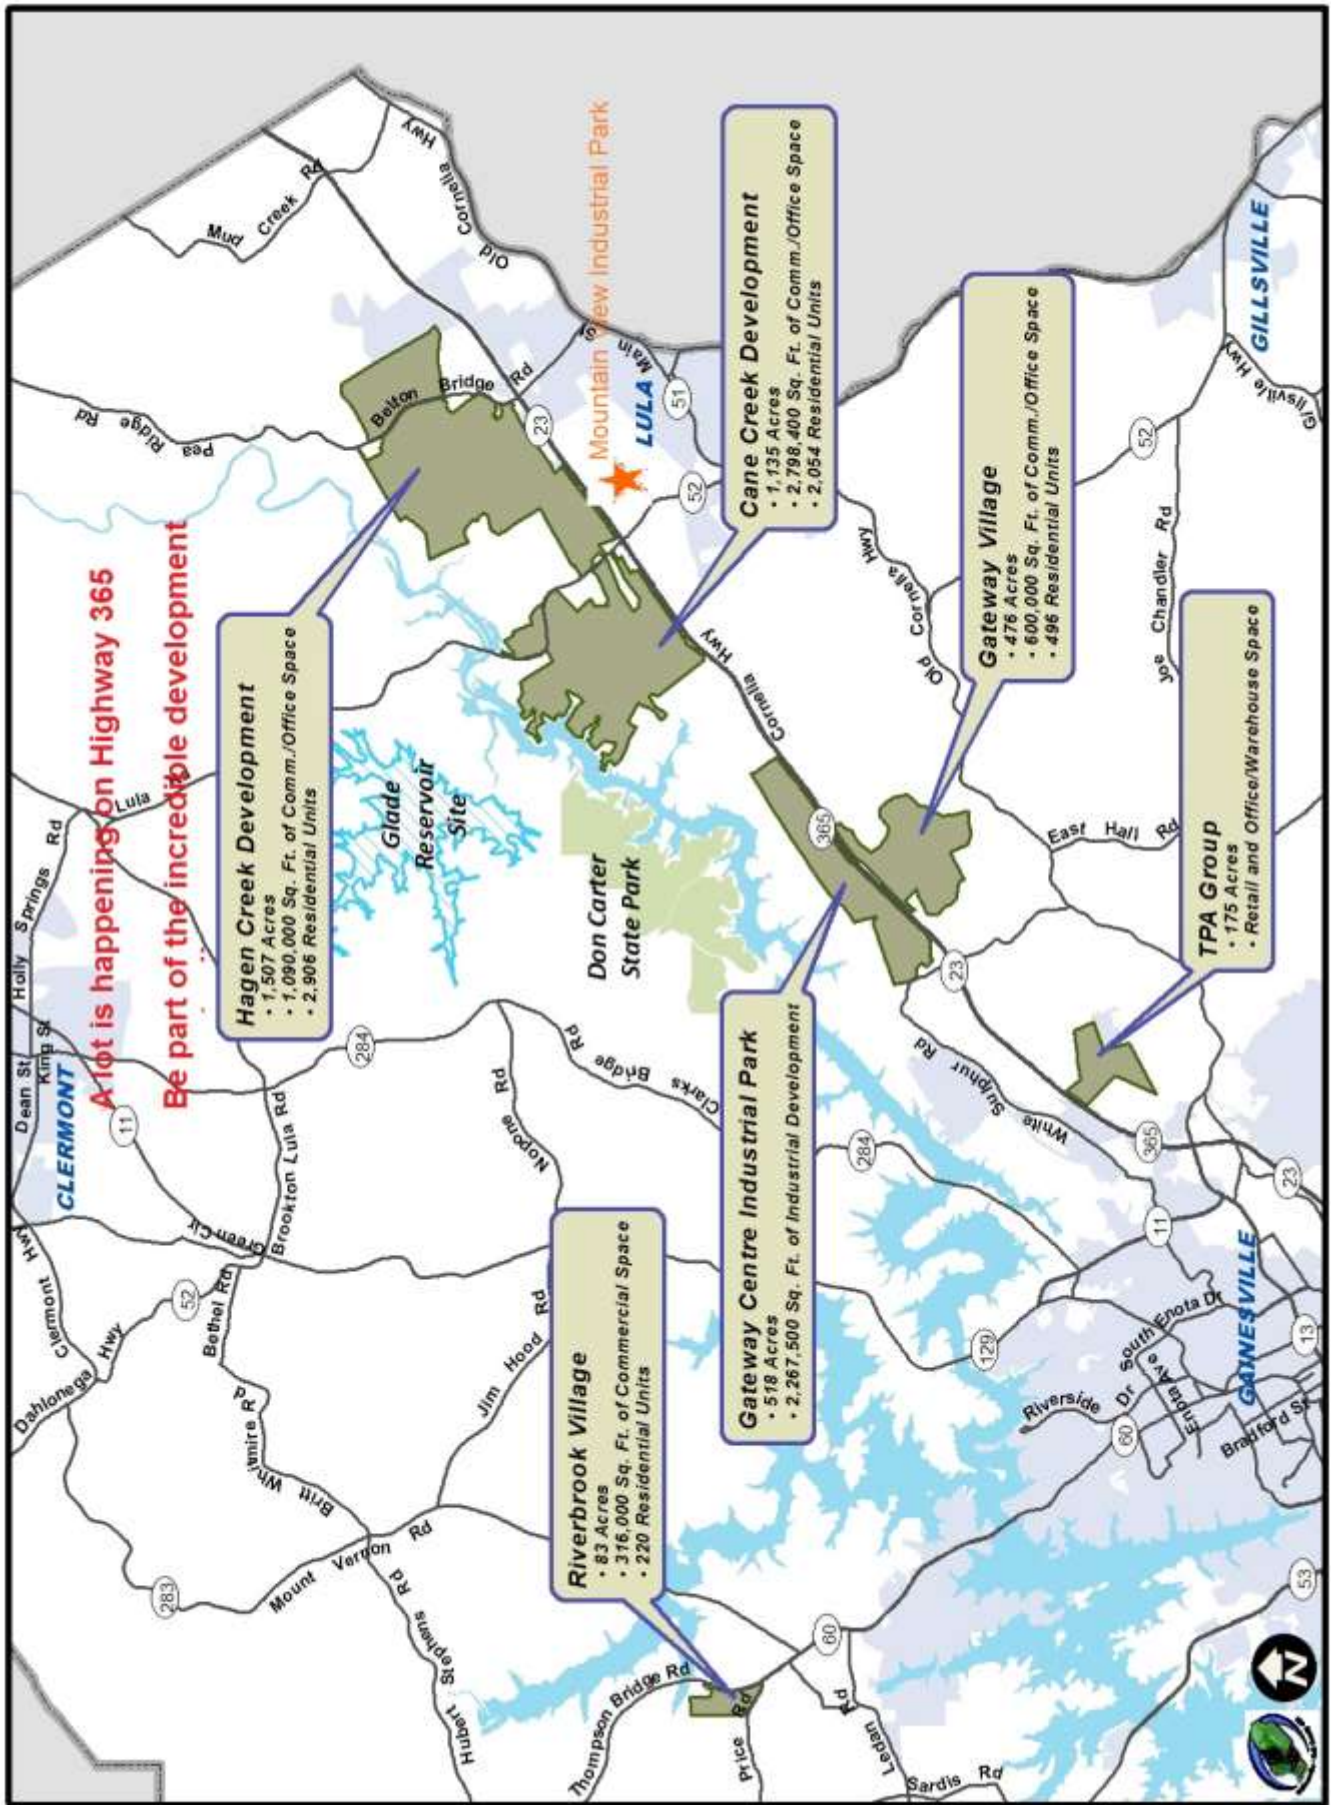 A lot is happening on Highway 365
Be part of the incredible development
Mountain View Industrial Park
Hagen Creek Development
• 1,507 Acres
• 1,090,000 Sq. Ft. of Comm./Office Space
• 2,906 Residential Units
Cane Creek Development
• 1,135 Acres
• 2,798,400 Sq. Ft. of Comm./Office Space
• 2,054 Residential Units
Gateway Village
• 476 Acres
• 600,000 Sq. Ft. of Comm./Office Space
• 496 Residential Units
TPA Group
• 175 Acres
• Retail and Office/Warehouse Space
Gateway Centre Industrial Park
• 518 Acres
• 2,267,500 Sq. Ft. of Industrial Development
Riverbrook Village
• 83 Acres
• 316,000 Sq. Ft. of Commercial Space
• 220 Residential Units
Glade
Reservoir
Site
Don Carter
State Park
CLERMONT
LULA
GILLSVILLE
GAINESVILLE
Dean St
King St
Holly Springs Rd
Lula
Clermont Hwy
Dahlonega Hwy
Green Cir
Brookton Lula Rd
Bethel Rd
Britt Whitmire Rd
Mount Vernon Rd
Hubert Stephens Rd
Jim Hood Rd
Nopone Rd
Clarks Bridge Rd
Thompson Bridge Rd
Price Rd
Ledan Rd
Sardis Rd
Pea Ridge Rd
Belton Bridge Rd
Mud Creek Rd
Old Cornelia Hwy
Main St
Cornelia Hwy
Old Cornelia Hwy
Joe Chandler Rd
Gillsville Hwy
East Hall Rd
White Sulphur Rd
Riverside Dr
South Enota Dr
Enota Ave
Bradford St
11
284
52
283
60
60
129
284
11
13
53
23
365
23
365
23
52
51
52
N